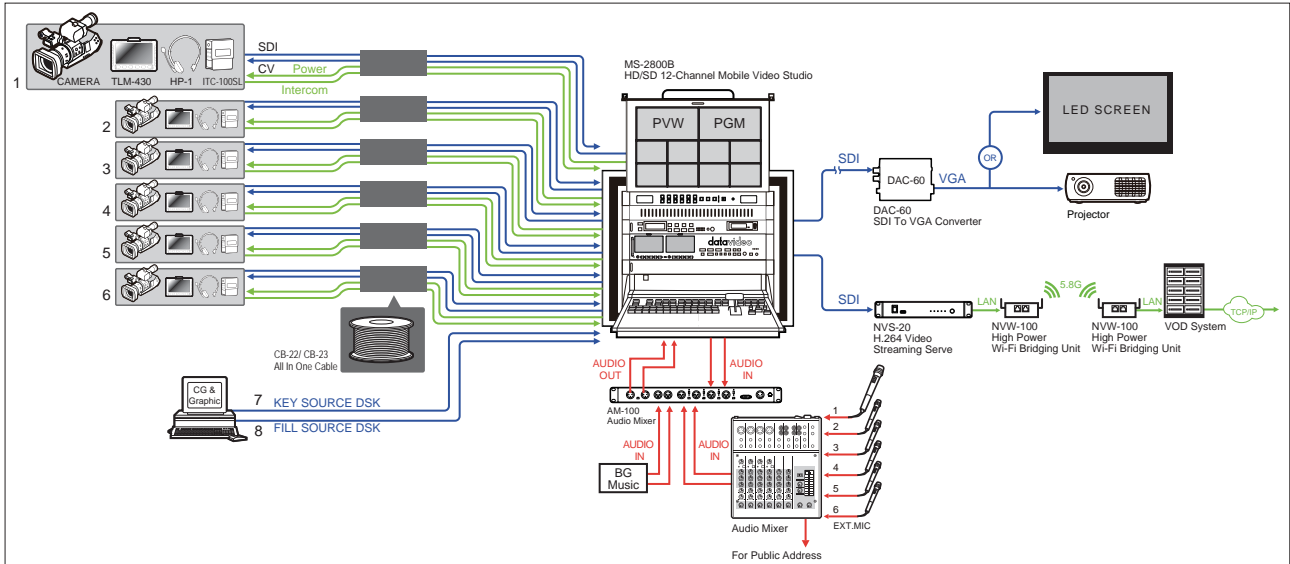 1
CAMERA
TLM-430
HP-1
ITC-100SL
SDI
CV
Power
Intercom
2
3
4
5
6
CB-22/ CB-23
All In One Cable
CG &
Graphic
7 KEY SOURCE DSK
8 FILL SOURCE DSK
MS-2800B
HD/SD 12-Channel Mobile Video Studio
PVW
PGM
datavideo
AUDIO
OUT
AUDIO
IN
AM-100
Audio Mixer
AUDIO
IN
AUDIO
IN
BG
Music
1
2
3
4
5
6
EXT.MIC
Audio Mixer
For Public Address
SDI
DAC-60
DAC-60
SDI To VGA Converter
VGA
OR
LED SCREEN
Projector
SDI
NVS-20
H.264 Video
Streaming Serve
LAN
NVW-100
High Power
Wi-Fi Bridging Unit
5.8G
NVW-100
High Power
Wi-Fi Bridging Unit
LAN
VOD System
TCP/IP